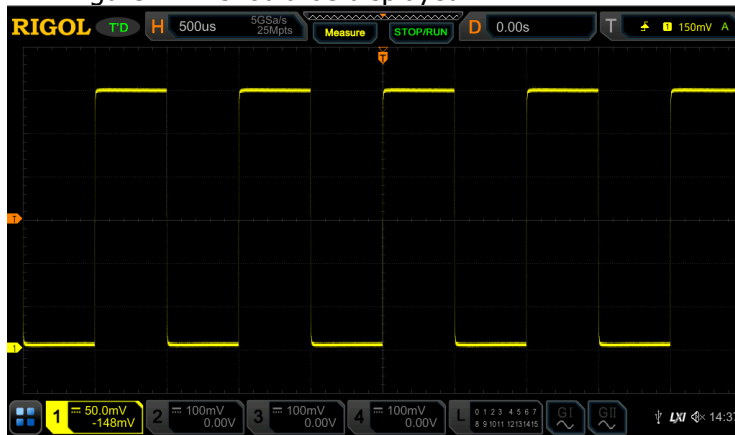 RIGOL T'D H 500us 5GSa/s 25Mpts Measure STOP/RUN D 0.00s T 1 150mV A
T
T
1
1 50.0mV -148mV 2 100mV 0.00V 3 100mV 0.00V 4 100mV 0.00V L 0 1 2 3 4 5 6 7 8 9 10 11 12 13 14 15 GI GII LXI 14:37